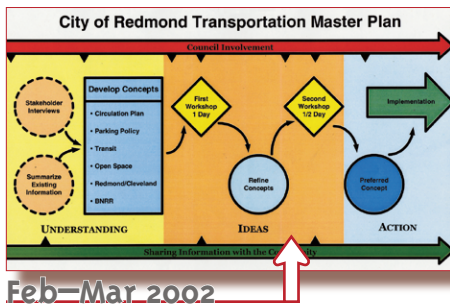 City of Redmond Transportation Master Plan
Council Involvement
Stakeholder
Interviews
Summarize
Existing
Information
Develop Concepts
• Circulation Plan
• Parking Policy
• Transit
• Open Space
• Redmond/Cleveland
• BNRR
First
Workshop
1 Day
Refine
Concepts
Second
Workshop
1/2 Day
Preferred
Concept
Implementation
UNDERSTANDING
IDEAS
ACTION
Sharing Information with the
Feb—Mar 2002